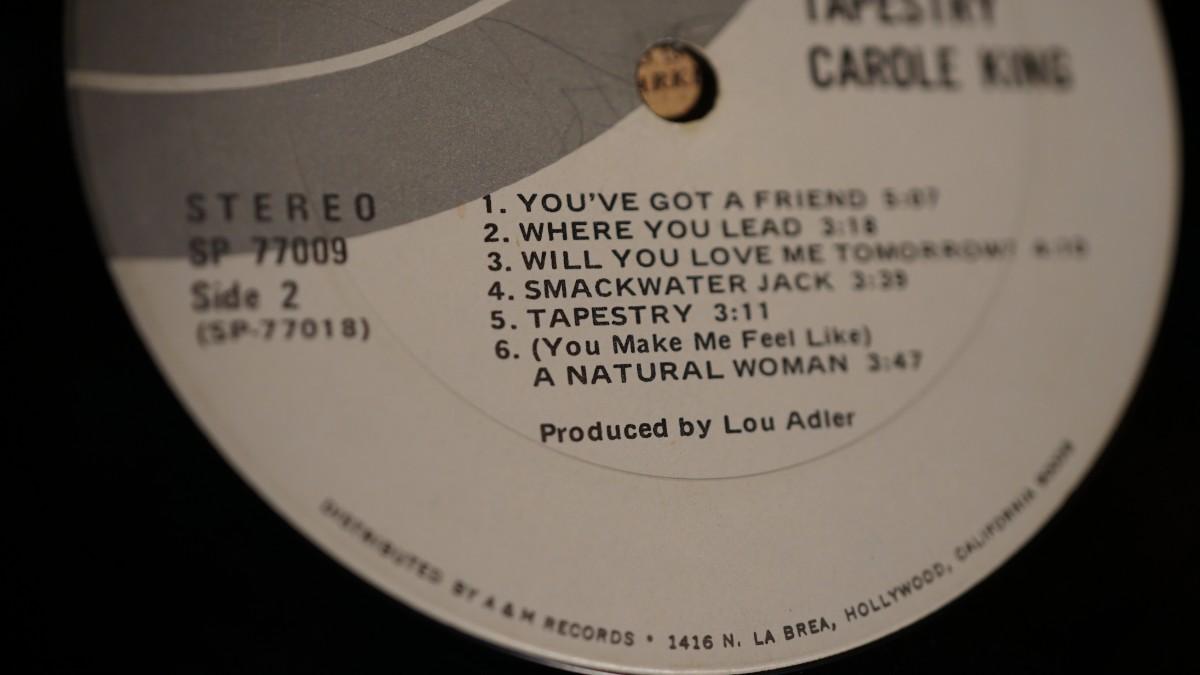 TAPESTRY
CAROLE KING
STEREO
SP 77009
Side 2
(SP-77018)
1. YOU'VE GOT A FRIEND 5:07
2. WHERE YOU LEAD 3:18
3. WILL YOU LOVE ME TOMORROW?
4. SMACKWATER JACK 3:39
5. TAPESTRY 3:11
6. (You Make Me Feel Like)
A NATURAL WOMAN 3:47
Produced by Lou Adler
DISTRIBUTED BY A & M RECORDS • 1416 N. LA BREA, HOLLYWOOD, CALIFORNIA